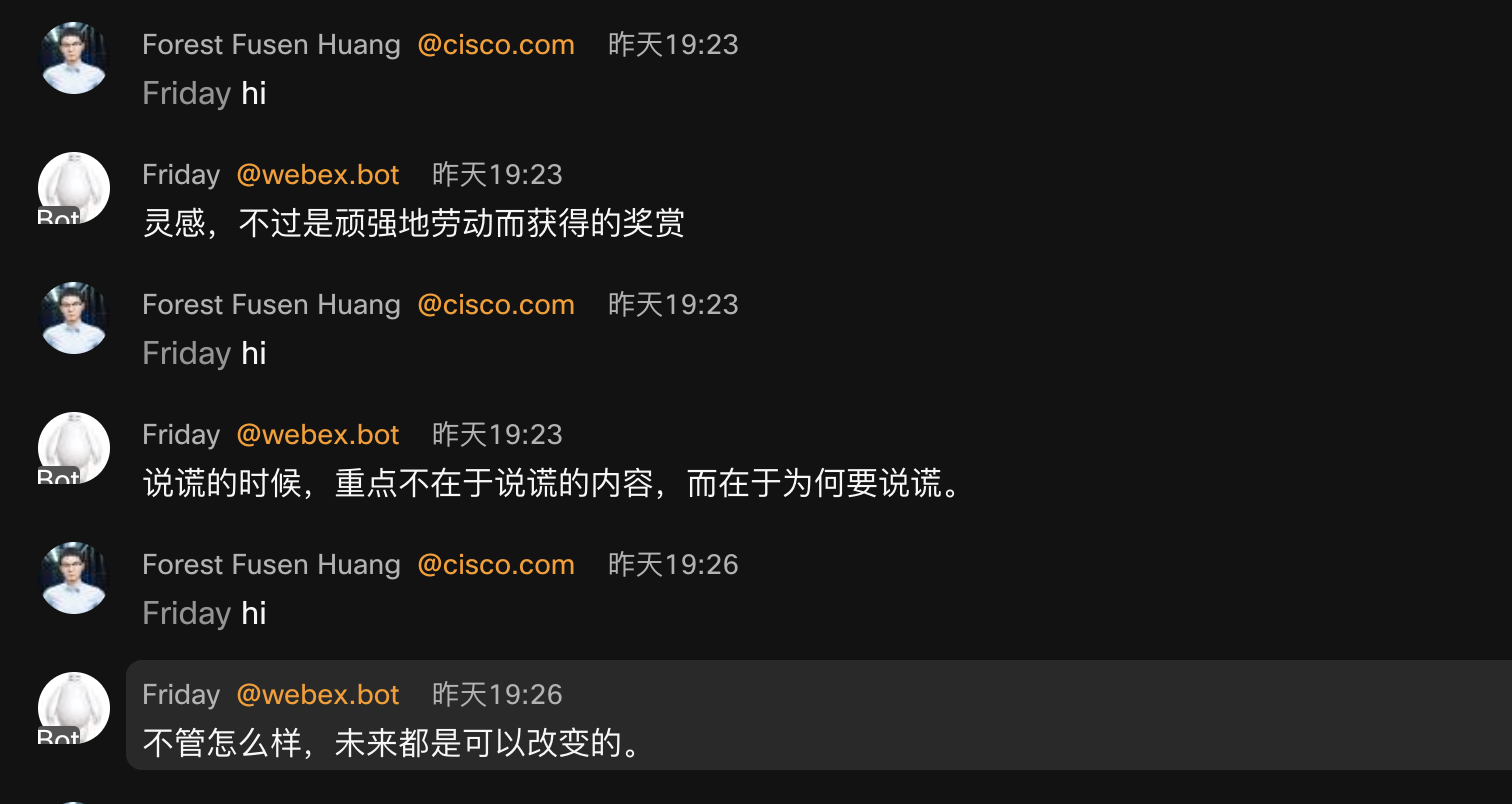 Forest Fusen Huang @cisco.com 昨天19:23
Friday hi
Friday @webex.bot 昨天19:23
Bot
灵感，不过是顽强地劳动而获得的奖赏
Forest Fusen Huang @cisco.com 昨天19:23
Friday hi
Friday @webex.bot 昨天19:23
Bot
说谎的时候，重点不在于说谎的内容，而在于为何要说谎。
Forest Fusen Huang @cisco.com 昨天19:26
Friday hi
Friday @webex.bot 昨天19:26
Bot
不管怎么样，未来都是可以改变的。